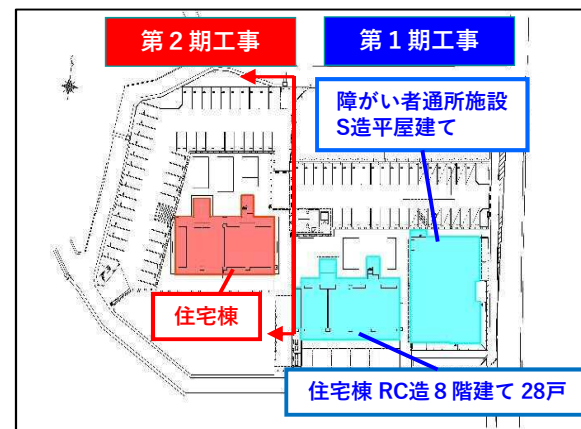 第２期工事
第１期工事
障がい者通所施設
S造平屋建て
住宅棟
住宅棟 RC造８階建て 28戸